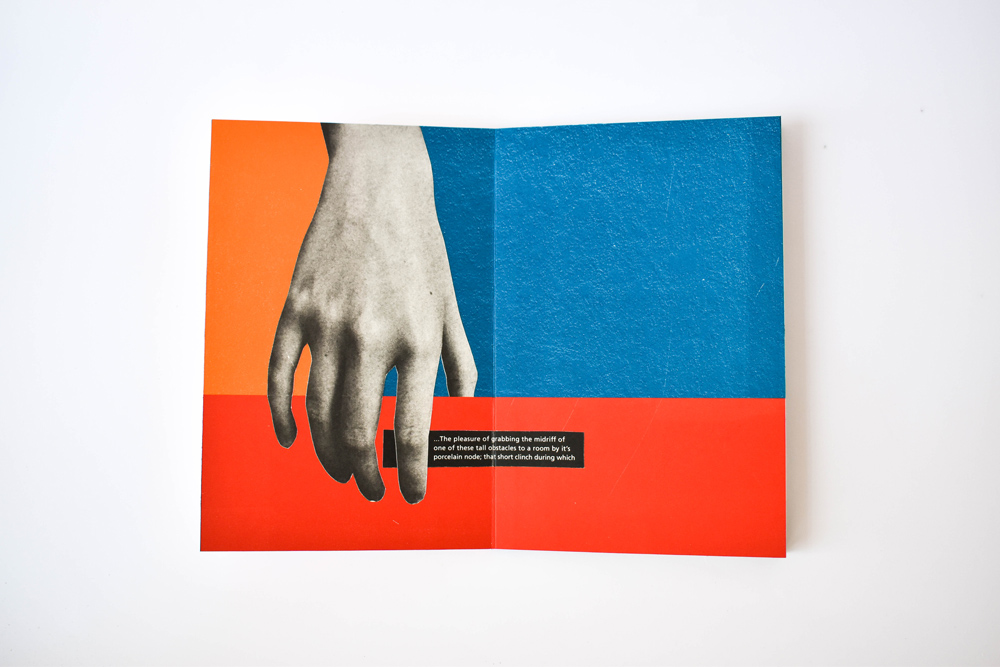 ...The pleasure of grabbing the midriff of
one of these tall obstacles to a room by it's
porcelain node; that short clinch during which